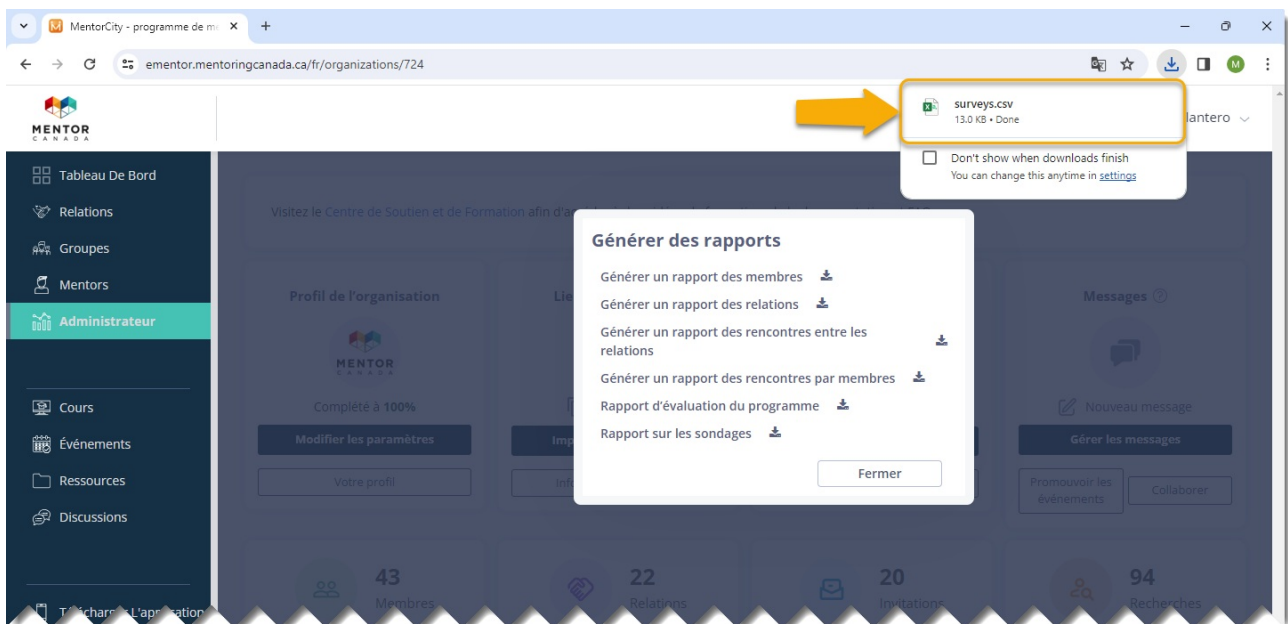 MentorCity - programme de m
ementor.mentoringcanada.ca/fr/organizations/724
M
surveys.csv
13.0 KB • Done
Don't show when downloads finish
You can change this anytime in settings
lantero
MENTOR
CANADA
Tableau De Bord
Relations
Groupes
Mentors
Administrateur
Cours
Événements
Ressources
Discussions
Visitez le Centre de Soutien et de Formation afin
Profil de l'organisation
MENTOR
CANADA
Complété à 100%
Modifier les paramètres
Votre profil
Générer des rapports
Générer un rapport des membres
Générer un rapport des relations
Générer un rapport des rencontres entre les
relations
Générer un rapport des rencontres par membres
Rapport d'évaluation du programme
Rapport sur les sondages
Fermer
Messages
Nouveau message
Gérer les messages
Promouvoir les
événements
Collaborer
43
Membres
22
Relations
20
Invitations
94
Recherches